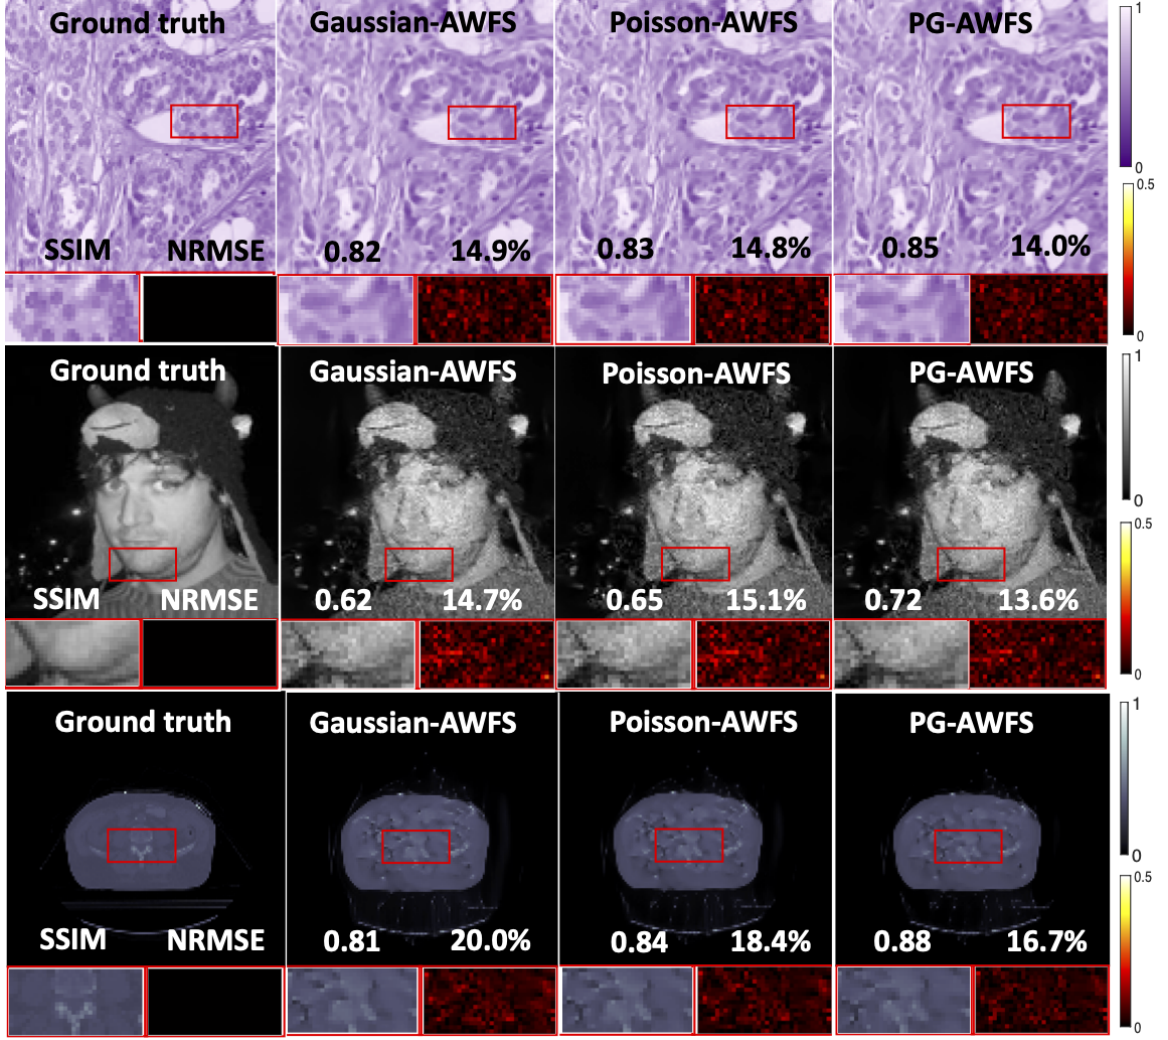 Ground truth Gaussian-AWFS Poisson-AWFS PG-AWFS 1
SSIM NRMSE 0.82 14.9% 0.83 14.8% 0.85 14.0% 0
0.5
0
Ground truth Gaussian-AWFS Poisson-AWFS PG-AWFS 1
0
0.5
SSIM NRMSE 0.62 14.7% 0.65 15.1% 0.72 13.6%
0
Ground truth Gaussian-AWFS Poisson-AWFS PG-AWFS 1
0
0.5
SSIM NRMSE 0.81 20.0% 0.84 18.4% 0.88 16.7%
0